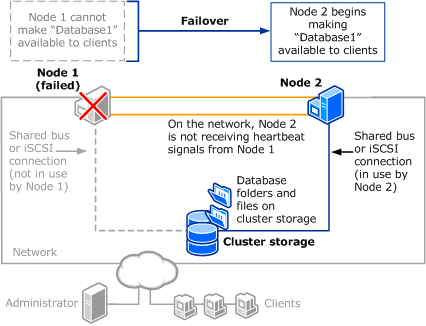 Node 1 cannot
make “Database1”
available to clients
Failover
Node 2 begins
making
“Database1”
available to clients
Node 1
(failed)
Node 2
On the network, Node 2
is not receiving heartbeat
signals from Node 1
Shared bus
or iSCSI
connection
(not in use
by Node 1)
Shared bus
or iSCSI
connection
(in use by
Node 2)
Database
folders and
files on
cluster storage
Cluster storage
Network
Administrator
Clients